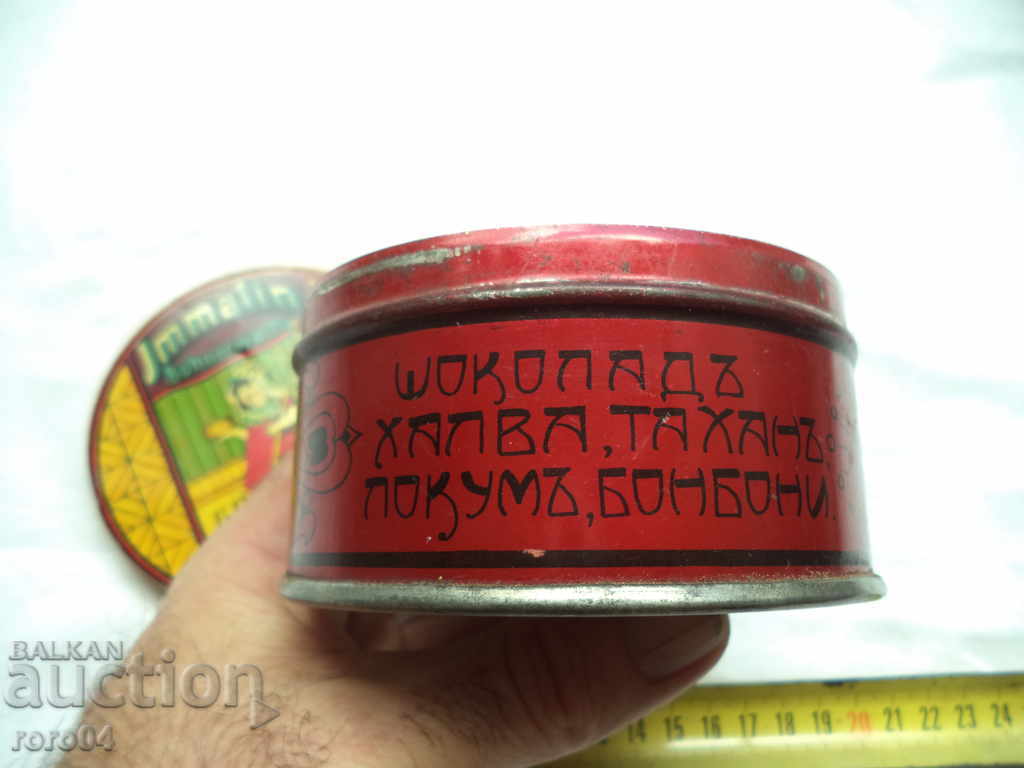 Immalin
ШОКОЛАДЪ
ХАЛВА, ТАХАНЪ
ЛОКУМЪ, БОНБОНИ.
BALKAN
auction
roro04
14 15 16 17 18 19 20 21 22 23 24